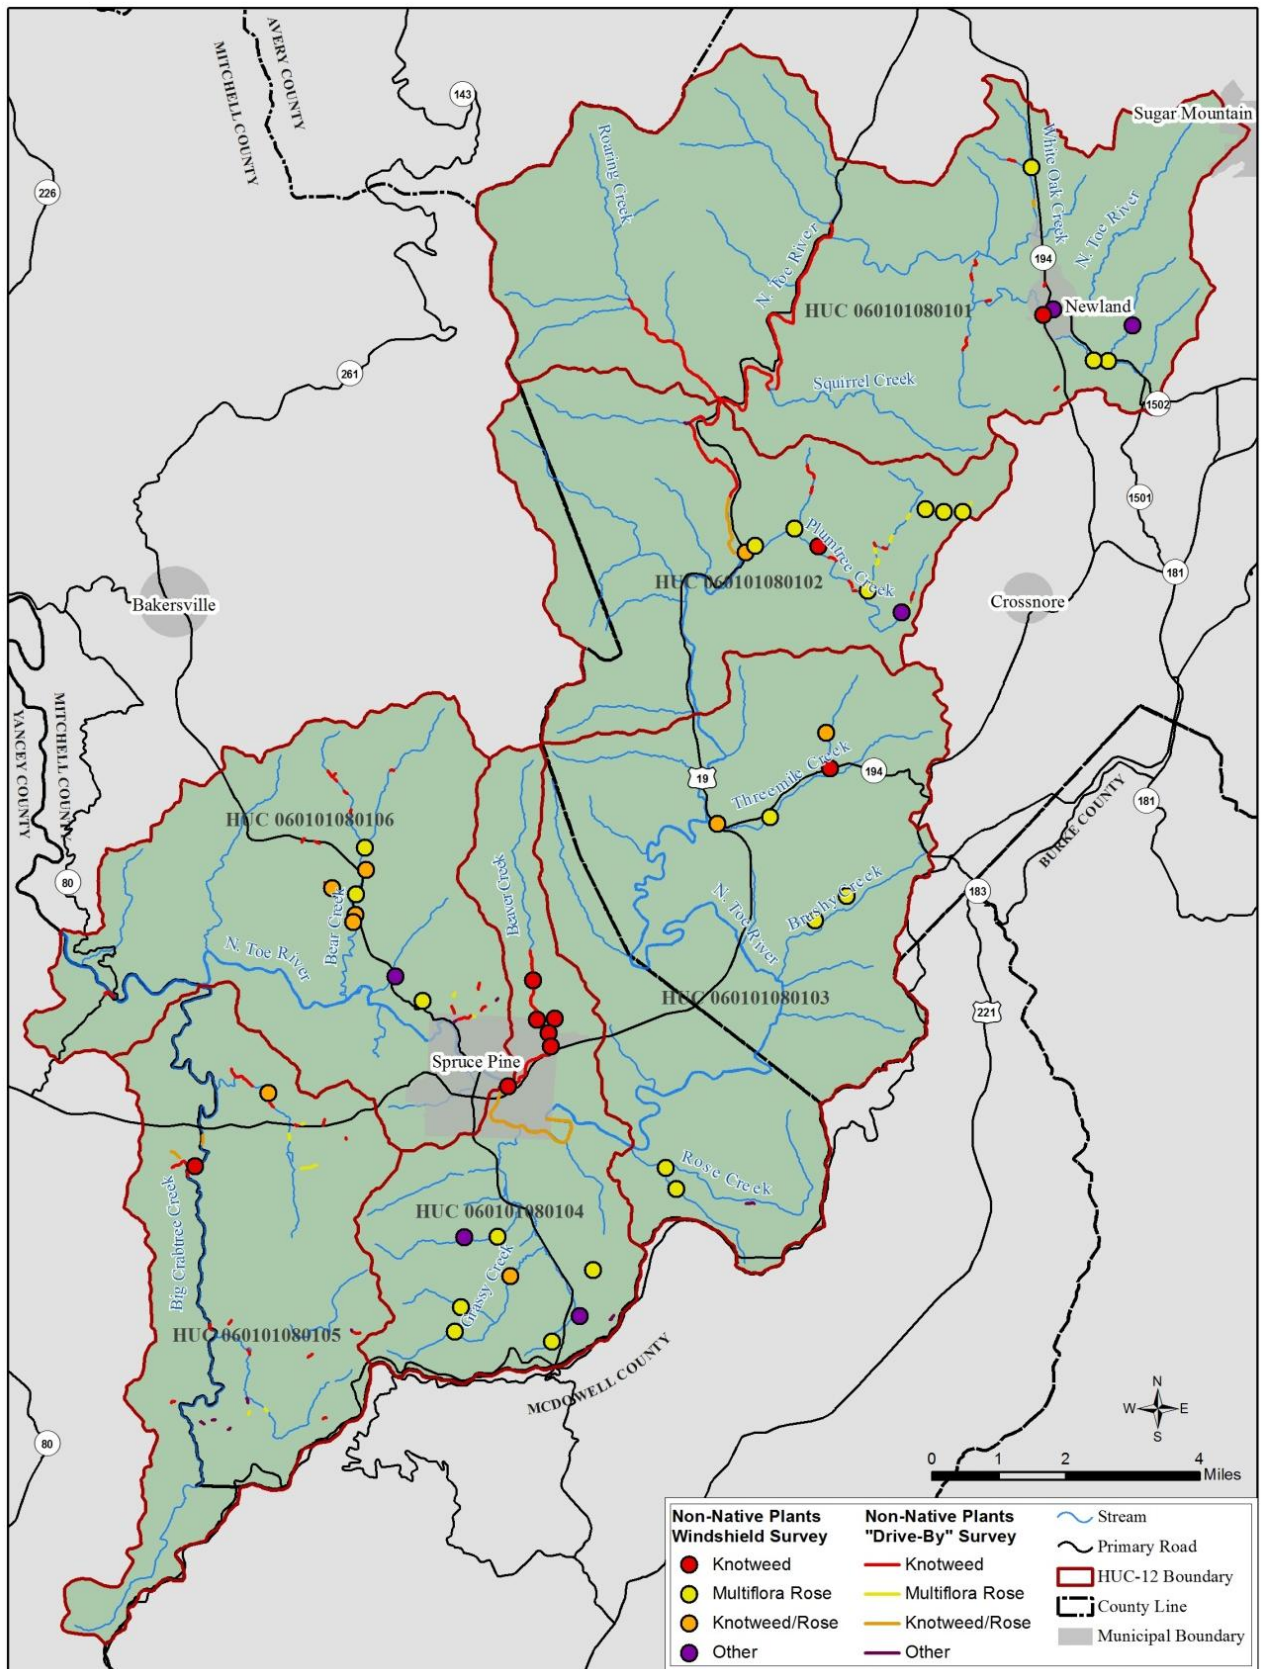 AVERY COUNTY
MITCHELL COUNTY
143
226
261
Roaring Creek
N. Toe River
White Oak Creek
N. Toe River
Sugar Mountain
194
Newland
HUC 060101080101
Squirrel Creek
1502
1501
181
Plumtree Creek
HUC 060101080102
Bakersville
Crossnore
YANCEY COUNTY
MITCHELL COUNTY
80
19
Threemile Creek
194
BURKE COUNTY
181
183
HUC 060101080106
Bear Creek
N. Toe River
Beaver Creek
Brashy Creek
N. Toe River
HUC 060101080103
221
Spruce Pine
Rose Creek
Big Crabtree Creek
HUC 060101080104
Grassy Creek
HUC 060101080105
MCDOWELL COUNTY
80
N
W E
S
0 1 2 4
Miles
Non-Native Plants
Windshield Survey
Knotweed
Multiflora Rose
Knotweed/Rose
Other
Non-Native Plants
"Drive-By" Survey
Knotweed
Multiflora Rose
Knotweed/Rose
Other
Stream
Primary Road
HUC-12 Boundary
County Line
Municipal Boundary